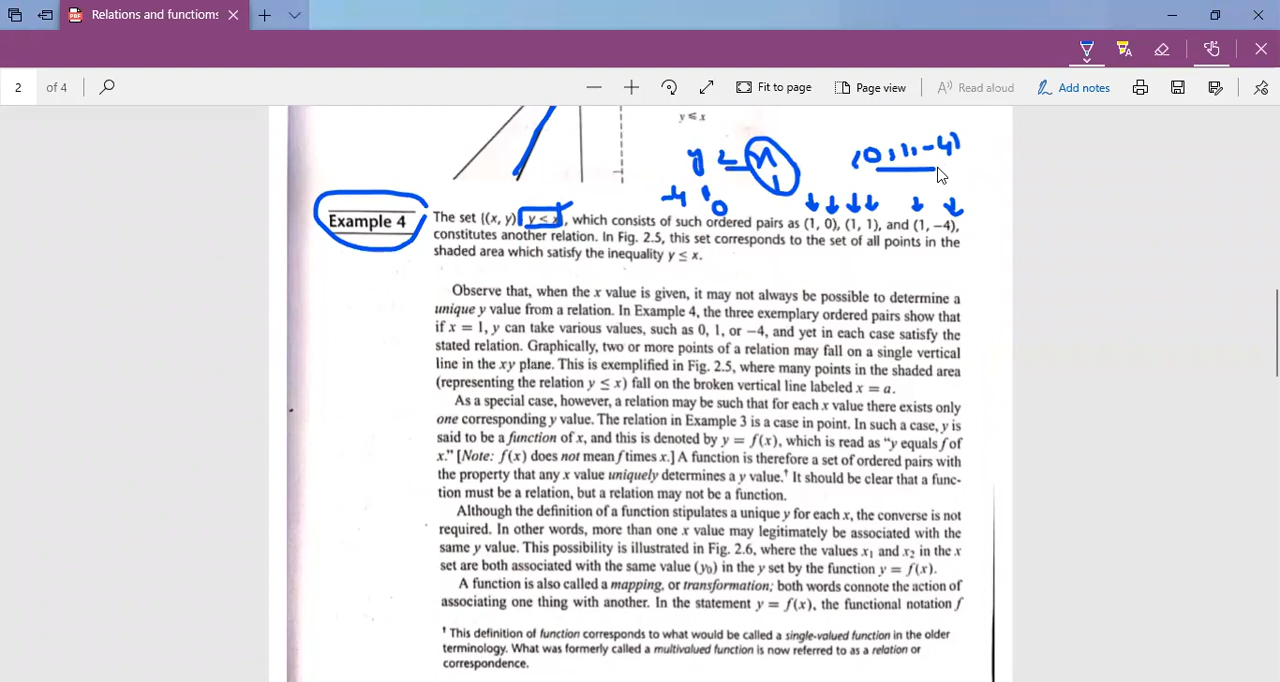 Relations and functions
2 of 4
Fit to page
Page view
Read aloud
Add notes
y ≤ x
y ≤ x
(0, 1, -4)
1
-4 1 0
Example 4
The set {(x, y) | y ≤ x}, which consists of such ordered pairs as (1, 0), (1, 1), and (1, −4),
constitutes another relation. In Fig. 2.5, this set corresponds to the set of all points in the
shaded area which satisfy the inequality y ≤ x.
Observe that, when the x value is given, it may not always be possible to determine a
unique y value from a relation. In Example 4, the three exemplary ordered pairs show that
if x = 1, y can take various values, such as 0, 1, or −4, and yet in each case satisfy the
stated relation. Graphically, two or more points of a relation may fall on a single vertical
line in the xy plane. This is exemplified in Fig. 2.5, where many points in the shaded area
(representing the relation y ≤ x) fall on the broken vertical line labeled x = a.
As a special case, however, a relation may be such that for each x value there exists only
one corresponding y value. The relation in Example 3 is a case in point. In such a case, y is
said to be a function of x, and this is denoted by y = f(x), which is read as “y equals f of
x.” [Note: f(x) does not mean f times x.] A function is therefore a set of ordered pairs with
the property that any x value uniquely determines a y value.† It should be clear that a func-
tion must be a relation, but a relation may not be a function.
Although the definition of a function stipulates a unique y for each x, the converse is not
required. In other words, more than one x value may legitimately be associated with the
same y value. This possibility is illustrated in Fig. 2.6, where the values x₁ and x₂ in the x
set are both associated with the same value (y₀) in the y set by the function y = f(x).
A function is also called a mapping, or transformation; both words connote the action of
associating one thing with another. In the statement y = f(x), the functional notation f
† This definition of function corresponds to what would be called a single-valued function in the older
terminology. What was formerly called a multivalued function is now referred to as a relation or
correspondence.